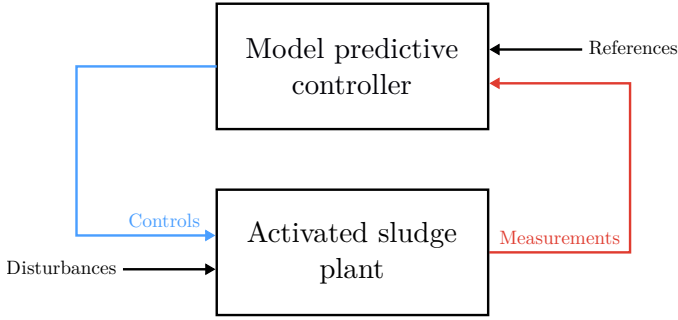 Model predictive
controller
References
Controls
Activated sludge
plant
Measurements
Disturbances